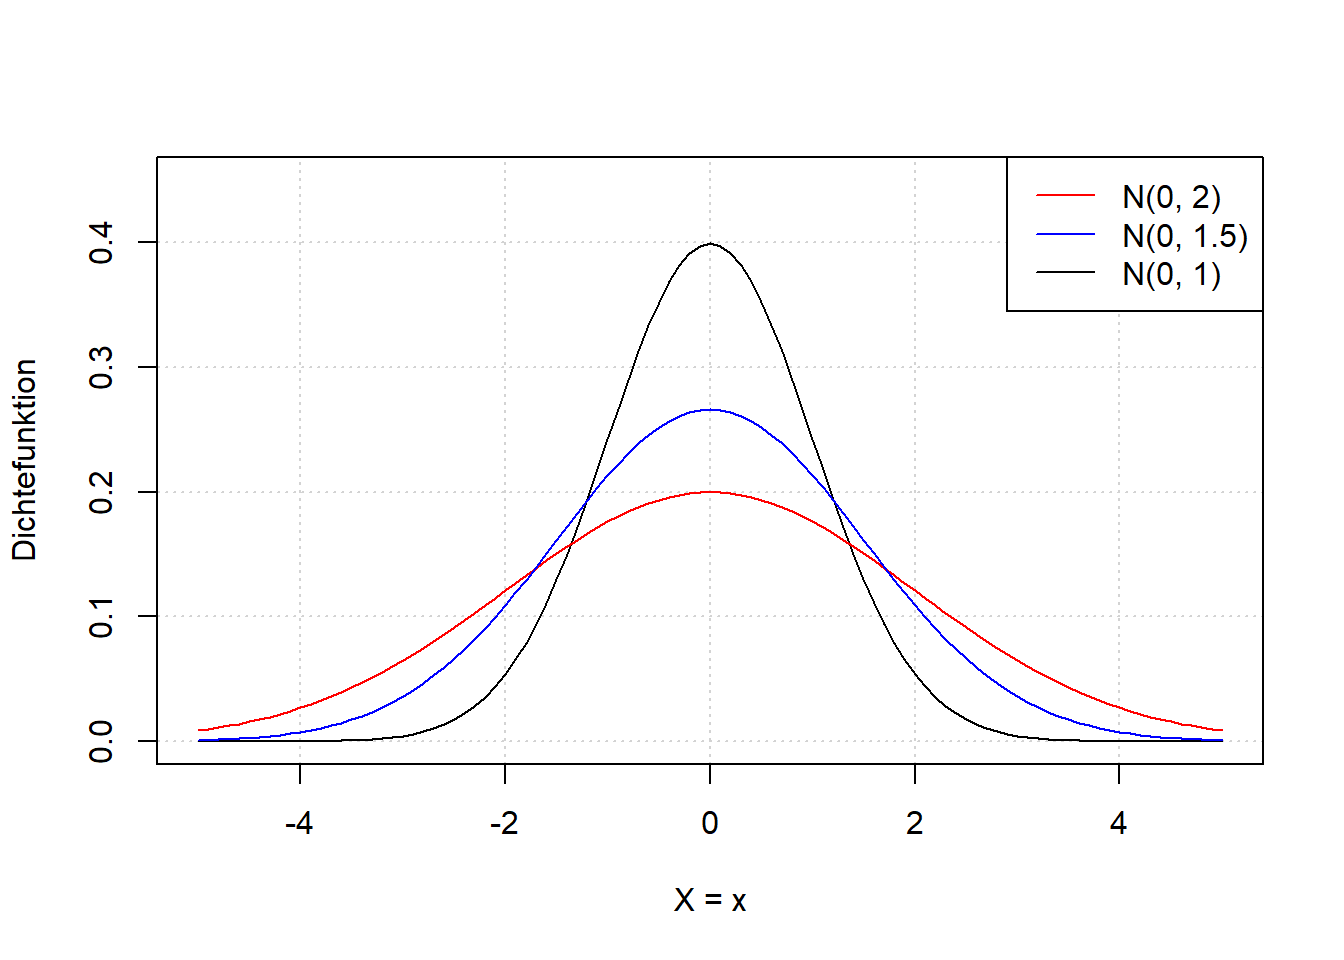 N(0, 2)
N(0, 1.5)
N(0, 1)
Dichtefunktion
0.4
0.3
0.2
0.1
0.0
-4 -2 0 2 4
X = x